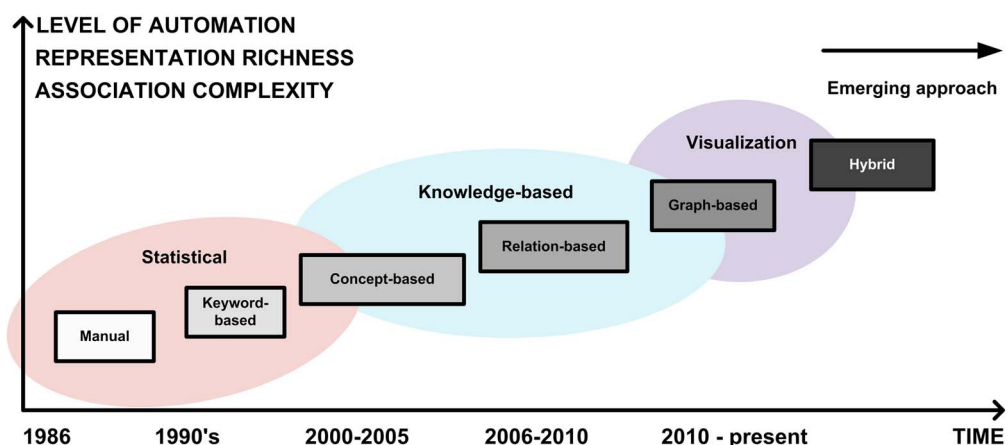 LEVEL OF AUTOMATION
REPRESENTATION RICHNESS
ASSOCIATION COMPLEXITY
Emerging approach
Visualization
Hybrid
Knowledge-based
Graph-based
Relation-based
Statistical
Concept-based
Keyword-
based
Manual
1986
1990's
2000-2005
2006-2010
2010 - present
TIME